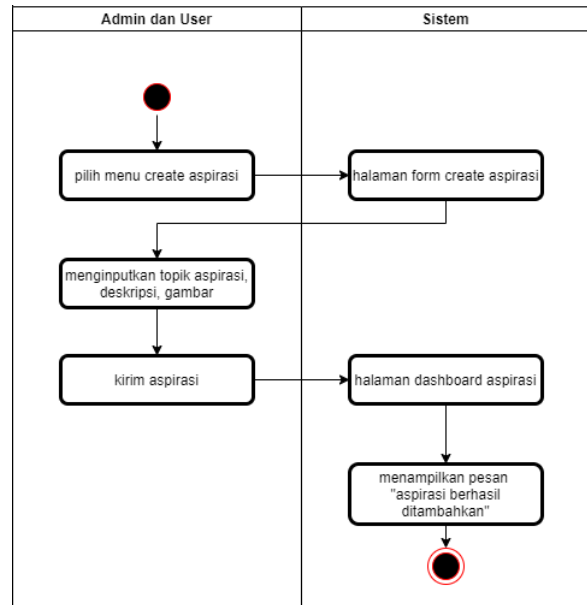 Admin dan User
Sistem
pilih menu create aspirasi
halaman form create aspirasi
menginputkan topik aspirasi,
deskripsi, gambar
kirim aspirasi
halaman dashboard aspirasi
menampilkan pesan
"aspirasi berhasil
ditambahkan"